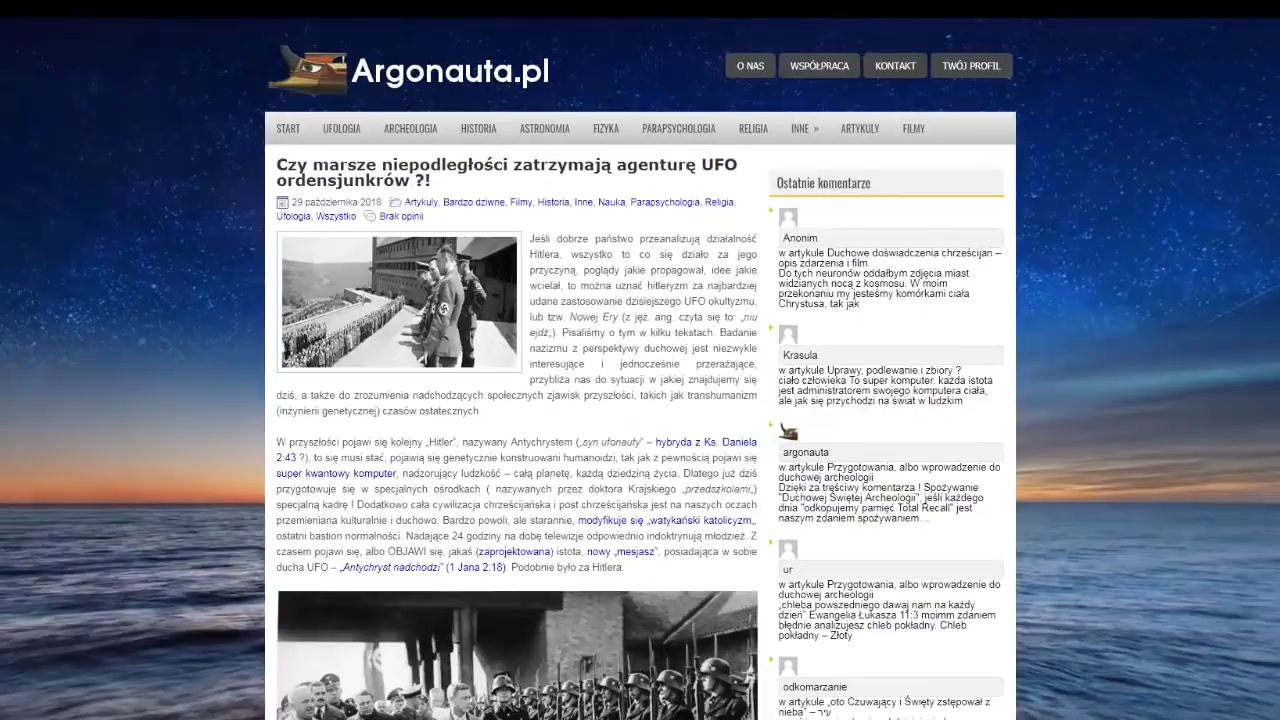 Argonauta.pl
O NAS
WSPÓŁPRACA
KONTAKT
TWÓJ PROFIL
START
UFOLOGIA
ARCHEOLOGIA
HISTORIA
ASTRONOMIA
FIZYKA
PARAPSYCHOLOGIA
RELIGIA
INNE »
ARTYKUŁY
FILMY
Czy marsze niepodległości zatrzymają agenturę UFO
ordensjunkrów ?!
29 października 2018 Artykuły, Bardzo dziwne, Filmy, Historia, Inne, Nauka, Parapsychologia, Religia,
Ufologia, Wszystko Brak opinii
Jeśli dobrze państwo przeanalizują działalność
Hitlera, wszystko to co się działo za jego
przyczyną, poglądy jakie propagował, idee jakie
wcielał, to można uznać hitleryzm za najbardziej
udane zastosowanie dzisiejszego UFO okultyzmu,
lub tzw. Nowej Ery (z jęż. ang. czyta się to: „niu
ejdż„). Pisaliśmy o tym w kilku tekstach. Badanie
nazizmu z perspektywy duchowej jest niezwykle
interesujące i jednocześnie przerażające,
przybliża nas do sytuacji w jakiej znajdujemy się
dziś, a także do zrozumienia nadchodzących społecznych zjawisk przyszłości, takich jak transhumanizm
(inżynierii genetycznej) czasów ostatecznych.
W przyszłości pojawi się kolejny „Hitler”, nazywany Antychrystem („syn ufonauty” – hybryda z Ks. Daniela
2:43 ?), to się musi stać, pojawią się genetycznie konstruowani humanoidzi, tak jak z pewnością pojawi się
super kwantowy komputer, nadzorujący ludzkość – całą planetę, każdą dziedziną życia. Dlatego już dziś
przygotowuje się w specjalnych ośrodkach ( nazywanych przez doktora Krajskiego „przedszkolami„)
specjalną kadrę ! Dodatkowo cała cywilizacja chrześcijańska i post chrześcijańska jest na naszych oczach
przemieniana kulturalnie i duchowo. Bardzo powoli, ale starannie, modyfikuje się „watykański katolicyzm„,
ostatni bastion normalności. Nadające 24 godziny na dobę telewizje odpowiednio indoktrynują młodzież. Z
czasem pojawi się, albo OBJAWI się, jakaś (zaprojektowana) istota, nowy „mesjasz”, posiadająca w sobie
ducha UFO – „Antychryst nadchodzi” (1 Jana 2:18). Podobnie było za Hitlera.
Ostatnie komentarze
Anonim
w artykule Duchowe doświadczenia chrześcijan –
opis zdarzenia i film
Do tych neuronów oddałbym zdjęcia miast
widzianych nocą z kosmosu. W moim
przekonaniu my jesteśmy komórkami ciała
Chrystusa, tak jak
Krasula
w artykule Uprawy, podlewanie i zbiory ?
ciało człowieka To super komputer. każda istota
jest administratorem swojego komputera ciała,
ale jak się przychodzi na świat w ludzkim
argonauta
w artykule Przygotowania, albo wprowadzenie do
duchowej archeologii
Dzięki za treściwy komentarza ! Spożywanie
"Duchowej Świętej Archeologii", jeśli każdego
dnia "odkopujemy pamięć Total Recall" jest
naszym zdaniem spożywaniem....
ur
w artykule Przygotowania, albo wprowadzenie do
duchowej archeologii
„chleba powszedniego dawaj nam na każdy
dzień” Ewangelia Łukasza 11:3 moimm zdaniem
błędnie analizujesz chleb pokładny. Chleb
pokładny – Złoty
odkomarzanie
w artykule „oto Czuwający i Święty zstępował z
nieba” – עיר